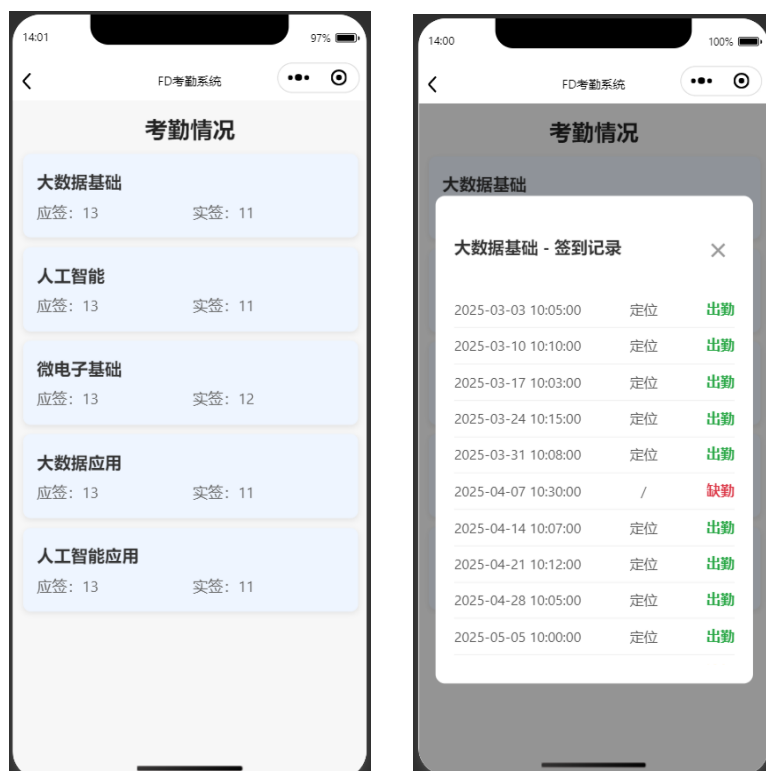 14:01
97%
FD考勤系统
考勤情况
大数据基础
应签：13 实签：11
人工智能
应签：13 实签：11
微电子基础
应签：13 实签：12
大数据应用
应签：13 实签：11
人工智能应用
应签：13 实签：11
14:00
100%
FD考勤系统
考勤情况
大数据基础
大数据基础 - 签到记录
2025-03-03 10:05:00 定位 出勤
2025-03-10 10:10:00 定位 出勤
2025-03-17 10:03:00 定位 出勤
2025-03-24 10:15:00 定位 出勤
2025-03-31 10:08:00 定位 出勤
2025-04-07 10:30:00 / 缺勤
2025-04-14 10:07:00 定位 出勤
2025-04-21 10:12:00 定位 出勤
2025-04-28 10:05:00 定位 出勤
2025-05-05 10:00:00 定位 出勤